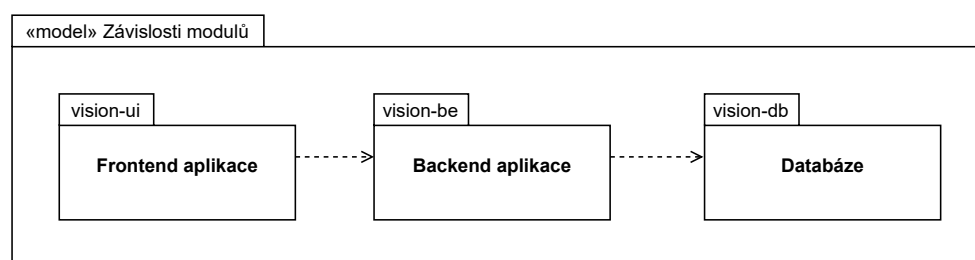 «model» Závislosti modulů
vision-ui
vision-be
vision-db
Frontend aplikace
Backend aplikace
Databáze